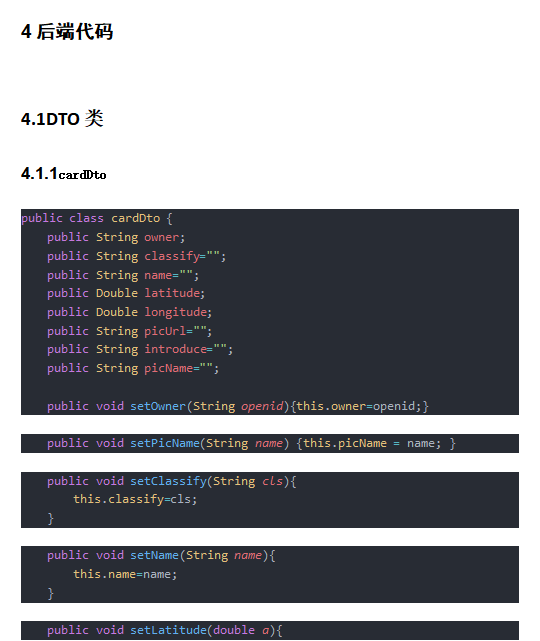 4 后端代码
4.1DTO 类
4.1.1cardDto
public class cardDto {
    public String owner;
    public String classify="";
    public String name="";
    public Double latitude;
    public Double longitude;
    public String picUrl="";
    public String introduce="";
    public String picName="";
    public void setOwner(String openid){this.owner=openid;}
    public void setPicName(String name) {this.picName = name; }
    public void setClassify(String cls){
        this.classify=cls;
    }
    public void setName(String name){
        this.name=name;
    }
    public void setLatitude(double a){